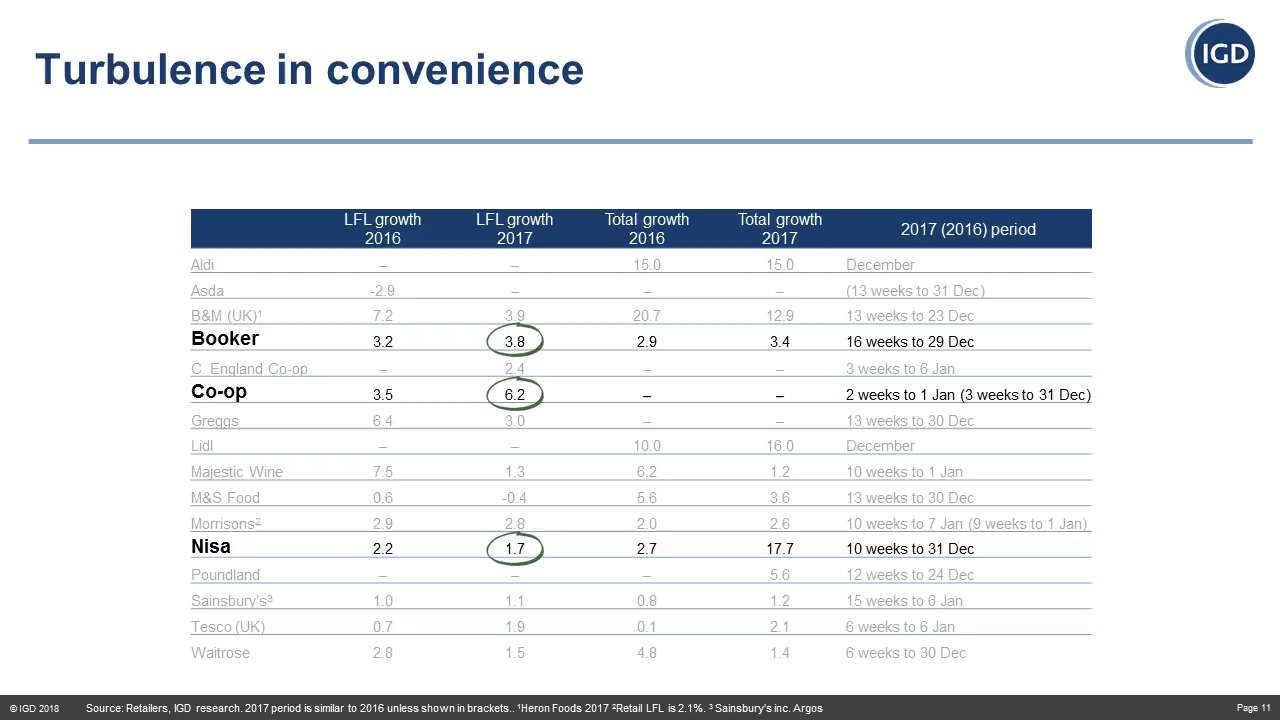 Turbulence in convenience
IGD
LFL growth 2016 LFL growth 2017 Total growth 2016 Total growth 2017 2017 (2016) period
Aldi – – 15.0 15.0 December
Asda -2.9 – – – (13 weeks to 31 Dec)
B&M (UK)¹ 7.2 3.9 20.7 12.9 13 weeks to 23 Dec
Booker 3.2 3.8 2.9 3.4 16 weeks to 29 Dec
C. England Co-op – 2.4 – – 3 weeks to 6 Jan
Co-op 3.5 6.2 – – 2 weeks to 1 Jan (3 weeks to 31 Dec)
Greggs 6.4 3.0 – – 13 weeks to 30 Dec
Lidl – – 10.0 16.0 December
Majestic Wine 7.5 1.3 6.2 1.2 10 weeks to 1 Jan
M&S Food 0.6 -0.4 5.6 3.6 13 weeks to 30 Dec
Morrisons² 2.9 2.8 2.0 2.6 10 weeks to 7 Jan (9 weeks to 1 Jan)
Nisa 2.2 1.7 2.7 17.7 10 weeks to 31 Dec
Poundland – – – 5.6 12 weeks to 24 Dec
Sainsbury's³ 1.0 1.1 0.8 1.2 15 weeks to 6 Jan
Tesco (UK) 0.7 1.9 0.1 2.1 6 weeks to 6 Jan
Waitrose 2.8 1.5 4.8 1.4 6 weeks to 30 Dec
© IGD 2018 Source: Retailers, IGD research. 2017 period is similar to 2016 unless shown in brackets.. ¹Heron Foods 2017 ²Retail LFL is 2.1%. ³ Sainsbury's inc. Argos Page 11